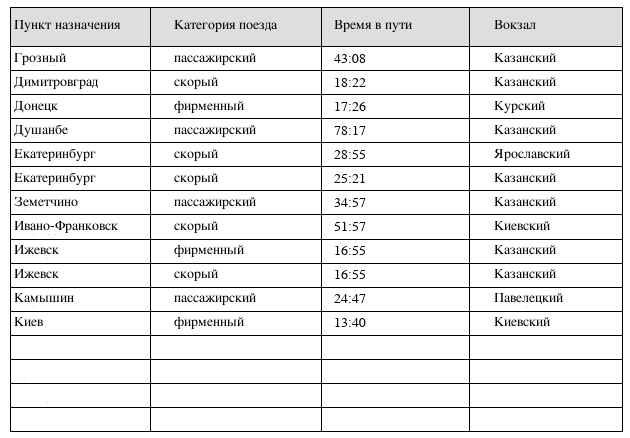 Пункт назначения Категория поезда Время в пути Вокзал
Грозный пассажирский 43:08 Казанский
Димитровград скорый 18:22 Казанский
Донецк фирменный 17:26 Курский
Душанбе пассажирский 78:17 Казанский
Екатеринбург скорый 28:55 Ярославский
Екатеринбург скорый 25:21 Казанский
Земетчино пассажирский 34:57 Казанский
Ивано-Франковск скорый 51:57 Киевский
Ижевск фирменный 16:55 Казанский
Ижевск скорый 16:55 Казанский
Камышин пассажирский 24:47 Павелецкий
Киев фирменный 13:40 Киевский